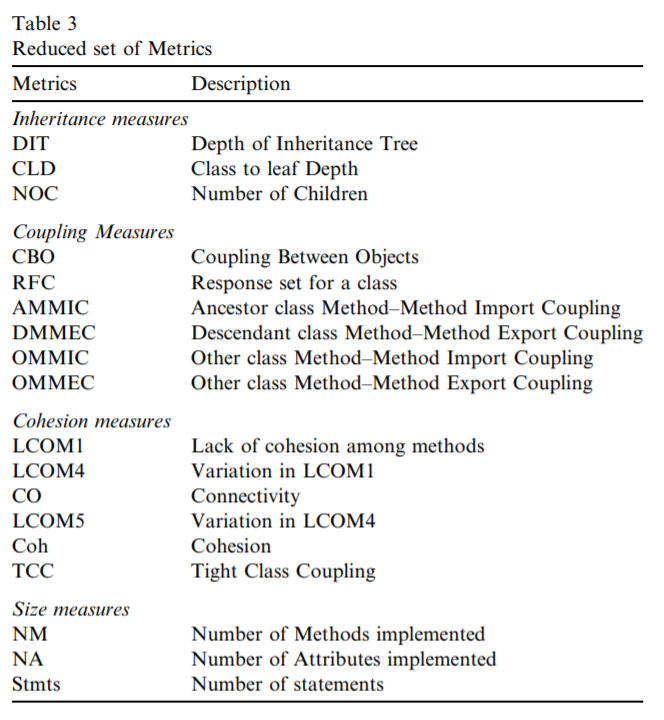 Table 3
Reduced set of Metrics
Metrics Description
Inheritance measures
DIT Depth of Inheritance Tree
CLD Class to leaf Depth
NOC Number of Children
Coupling Measures
CBO Coupling Between Objects
RFC Response set for a class
AMMIC Ancestor class Method–Method Import Coupling
DMMEC Descendant class Method–Method Export Coupling
OMMIC Other class Method–Method Import Coupling
OMMEC Other class Method–Method Export Coupling
Cohesion measures
LCOM1 Lack of cohesion among methods
LCOM4 Variation in LCOM1
CO Connectivity
LCOM5 Variation in LCOM4
Coh Cohesion
TCC Tight Class Coupling
Size measures
NM Number of Methods implemented
NA Number of Attributes implemented
Stmts Number of statements